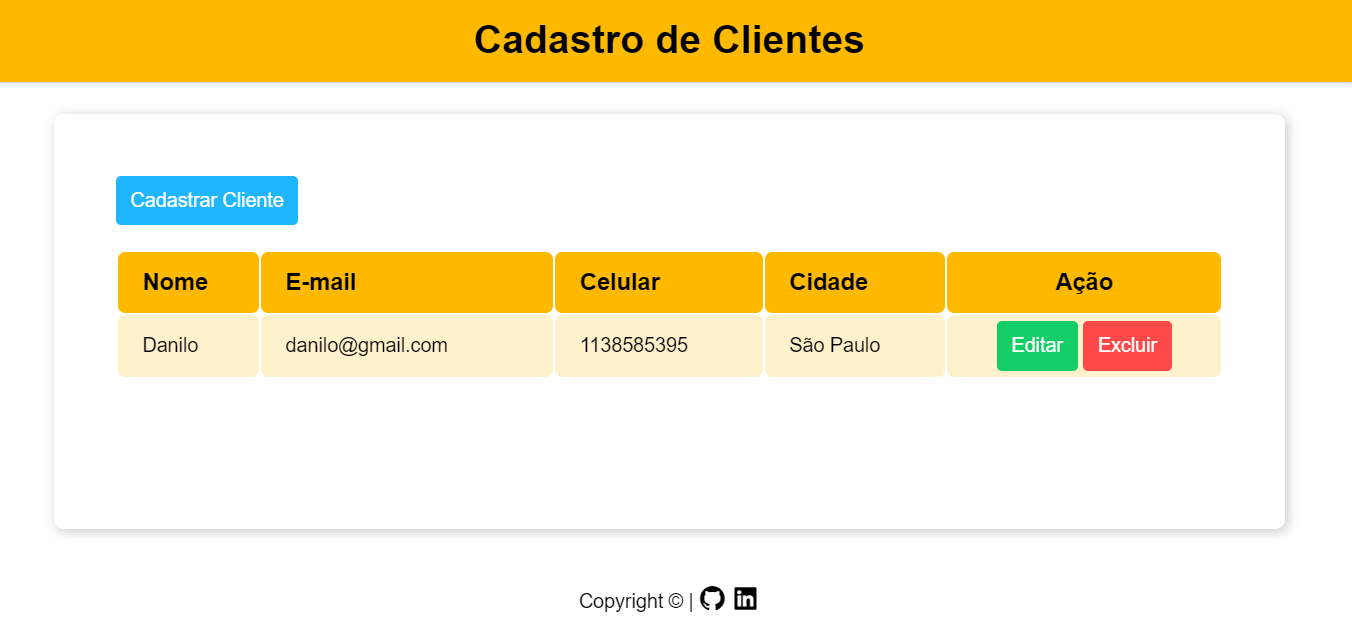 Cadastro de Clientes
Cadastrar Cliente
Nome E-mail Celular Cidade Ação
Danilo danilo@gmail.com 1138585395 São Paulo Editar Excluir
Copyright © | in